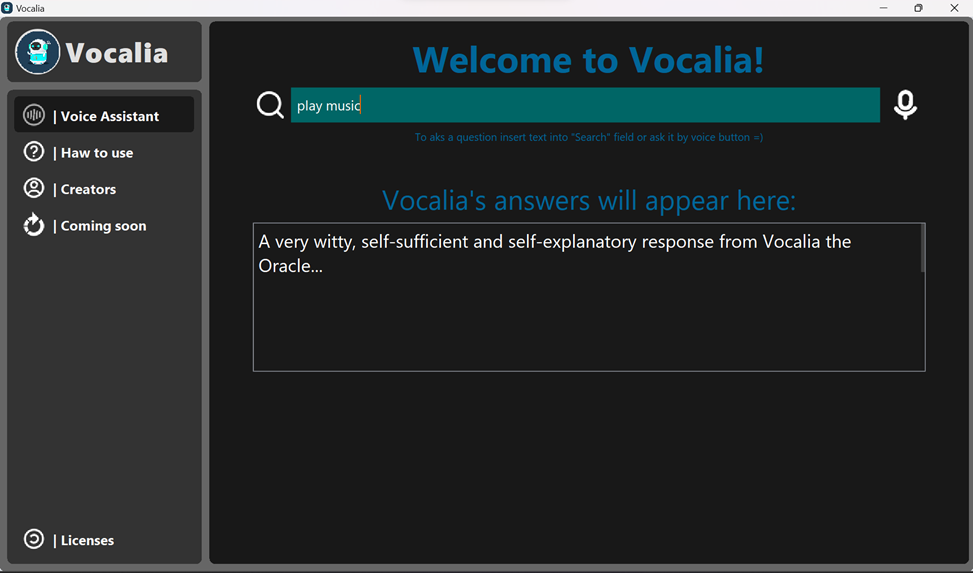 Vocalia
Vocalia
| Voice Assistant
| Haw to use
| Creators
| Coming soon
| Licenses
Welcome to Vocalia!
play music
To aks a question insert text into "Search" field or ask it by voice button =)
Vocalia's answers will appear here:
A very witty, self-sufficient and self-explanatory response from Vocalia the
Oracle...